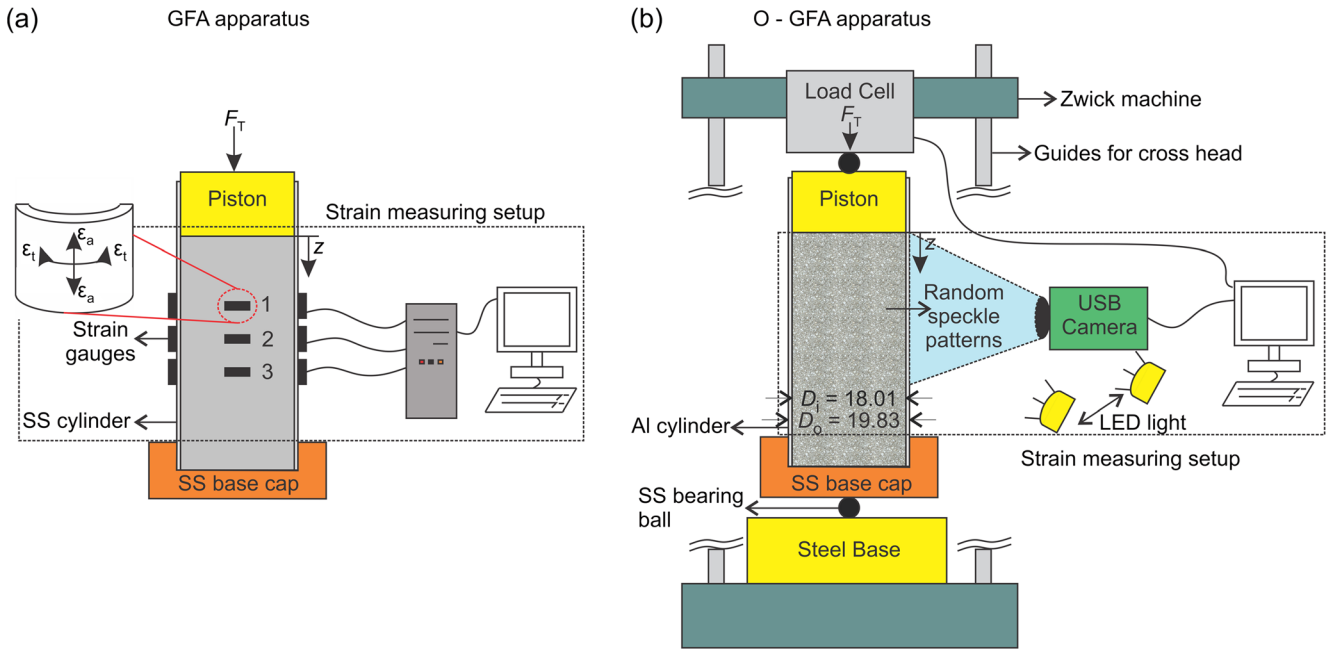 (a)
GFA apparatus
F_T
Piston
Strain measuring setup
z
ε_a
ε_t
ε_t
ε_a
1
2
3
Strain
gauges
SS cylinder
SS base cap
(b)
O - GFA apparatus
Load Cell
F_T
Zwick machine
Guides for cross head
Piston
z
Random
speckle
patterns
USB
Camera
D_i = 18.01
D_o = 19.83
LED light
Al cylinder
Strain measuring setup
SS base cap
SS bearing
ball
Steel Base